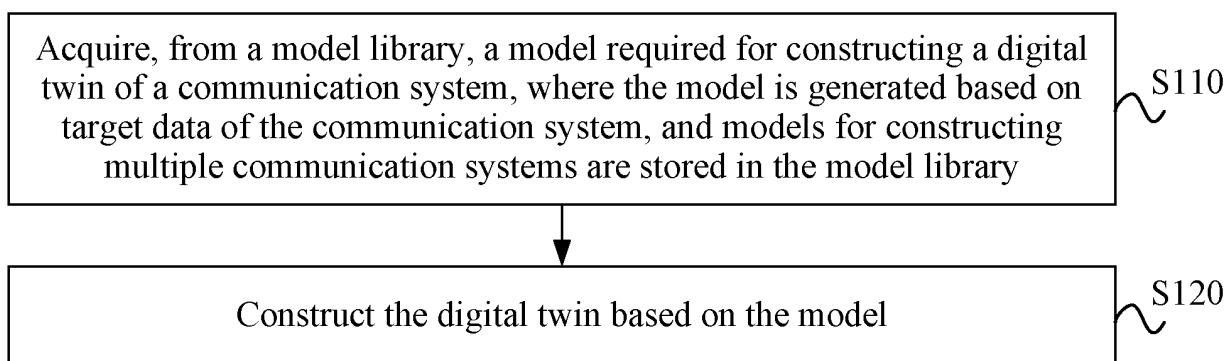 Acquire, from a model library, a model required for constructing a digital
twin of a communication system, where the model is generated based on
target data of the communication system, and models for constructing
multiple communication systems are stored in the model library
S110
Construct the digital twin based on the model
S120